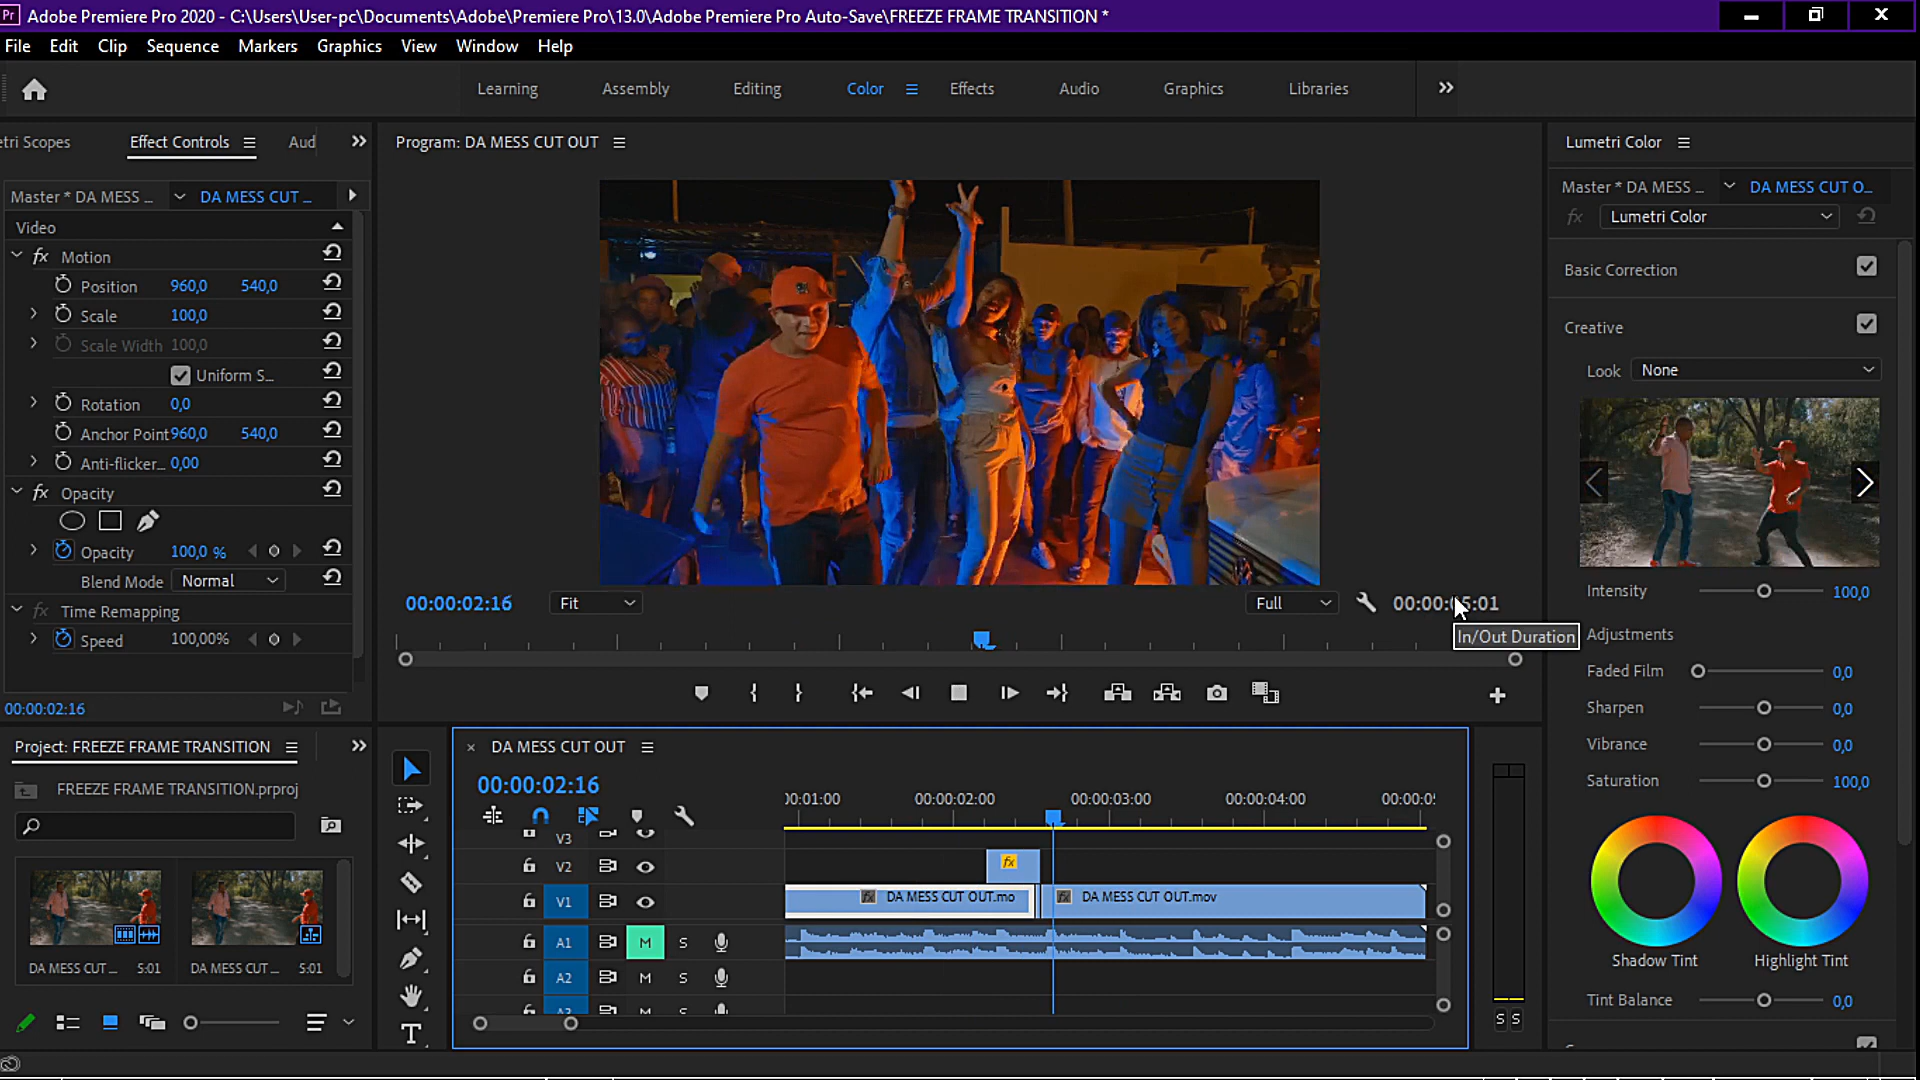 Pr Adobe Premiere Pro 2020 - C:\Users\User-pc\Documents\Adobe\Premiere Pro\13.0\Adobe Premiere Pro Auto-Save\FREEZE FRAME TRANSITION *
File Edit Clip Sequence Markers Graphics View Window Help
Learning Assembly Editing Color Effects Audio Graphics Libraries
etri Scopes Effect Controls Aud
Master * DA MESS ... DA MESS CUT ...
Video
fx Motion
Position 960,0 540,0
Scale 100,0
Scale Width 100,0
Uniform S...
Rotation 0,0
Anchor Point 960,0 540,0
Anti-flicker... 0,00
fx Opacity
Opacity 100,0 %
Blend Mode Normal
fx Time Remapping
Speed 100,00%
00:00:02:16
Program: DA MESS CUT OUT
00:00:02:16 Fit Full
In/Out Duration
Lumetri Color
Master * DA MESS ... DA MESS CUT O...
fx Lumetri Color
Basic Correction
Creative
Look None
Intensity 100,0
Adjustments
Faded Film 0,0
Sharpen 0,0
Vibrance 0,0
Saturation 100,0
Shadow Tint Highlight Tint
Tint Balance 0,0
Project: FREEZE FRAME TRANSITION
FREEZE FRAME TRANSITION.prproj
DA MESS CUT ... 5:01 DA MESS CUT ... 5:01
× DA MESS CUT OUT
00:00:02:16
00:01:00 00:00:02:00 00:00:03:00 00:00:04:00 00:00:0
V3
V2 fx
V1 fx DA MESS CUT OUT.mo fx DA MESS CUT OUT.mov
A1 M S
A2 M S
S S